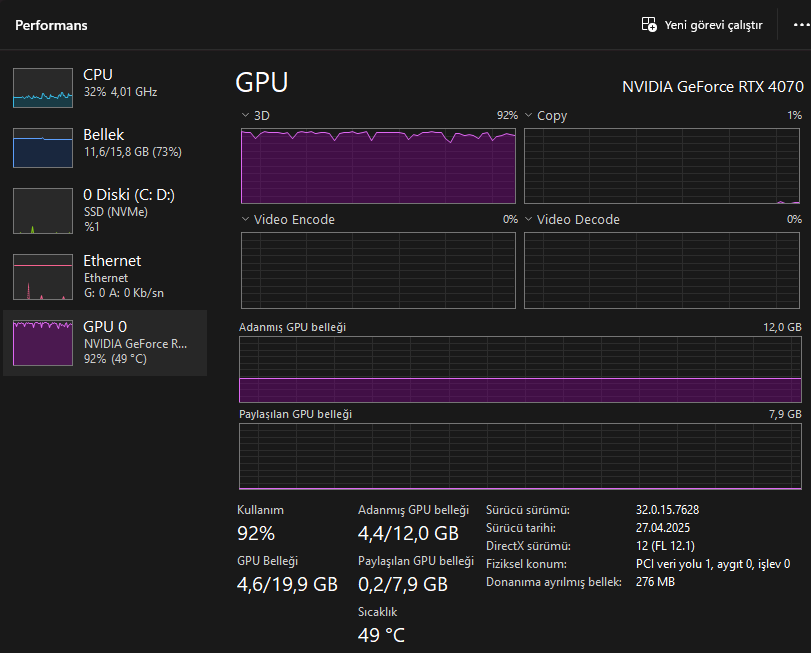 Performans
Yeni görevi çalıştır
CPU
32% 4,01 GHz
Bellek
11,6/15,8 GB (73%)
0 Diski (C: D:)
SSD (NVMe)
%1
Ethernet
Ethernet
G: 0 A: 0 Kb/sn
GPU 0
NVIDIA GeForce R...
92% (49 °C)
GPU
NVIDIA GeForce RTX 4070
3D 92%
Copy 1%
Video Encode 0%
Video Decode 0%
Adanmış GPU belleği 12,0 GB
Paylaşılan GPU belleği 7,9 GB
Kullanım
92%
Adanmış GPU belleği
4,4/12,0 GB
GPU Belleği
4,6/19,9 GB
Paylaşılan GPU belleği
0,2/7,9 GB
Sıcaklık
49 °C
Sürücü sürümü: 32.0.15.7628
Sürücü tarihi: 27.04.2025
DirectX sürümü: 12 (FL 12.1)
Fiziksel konum: PCI veri yolu 1, aygıt 0, işlev 0
Donanıma ayrılmış bellek: 276 MB